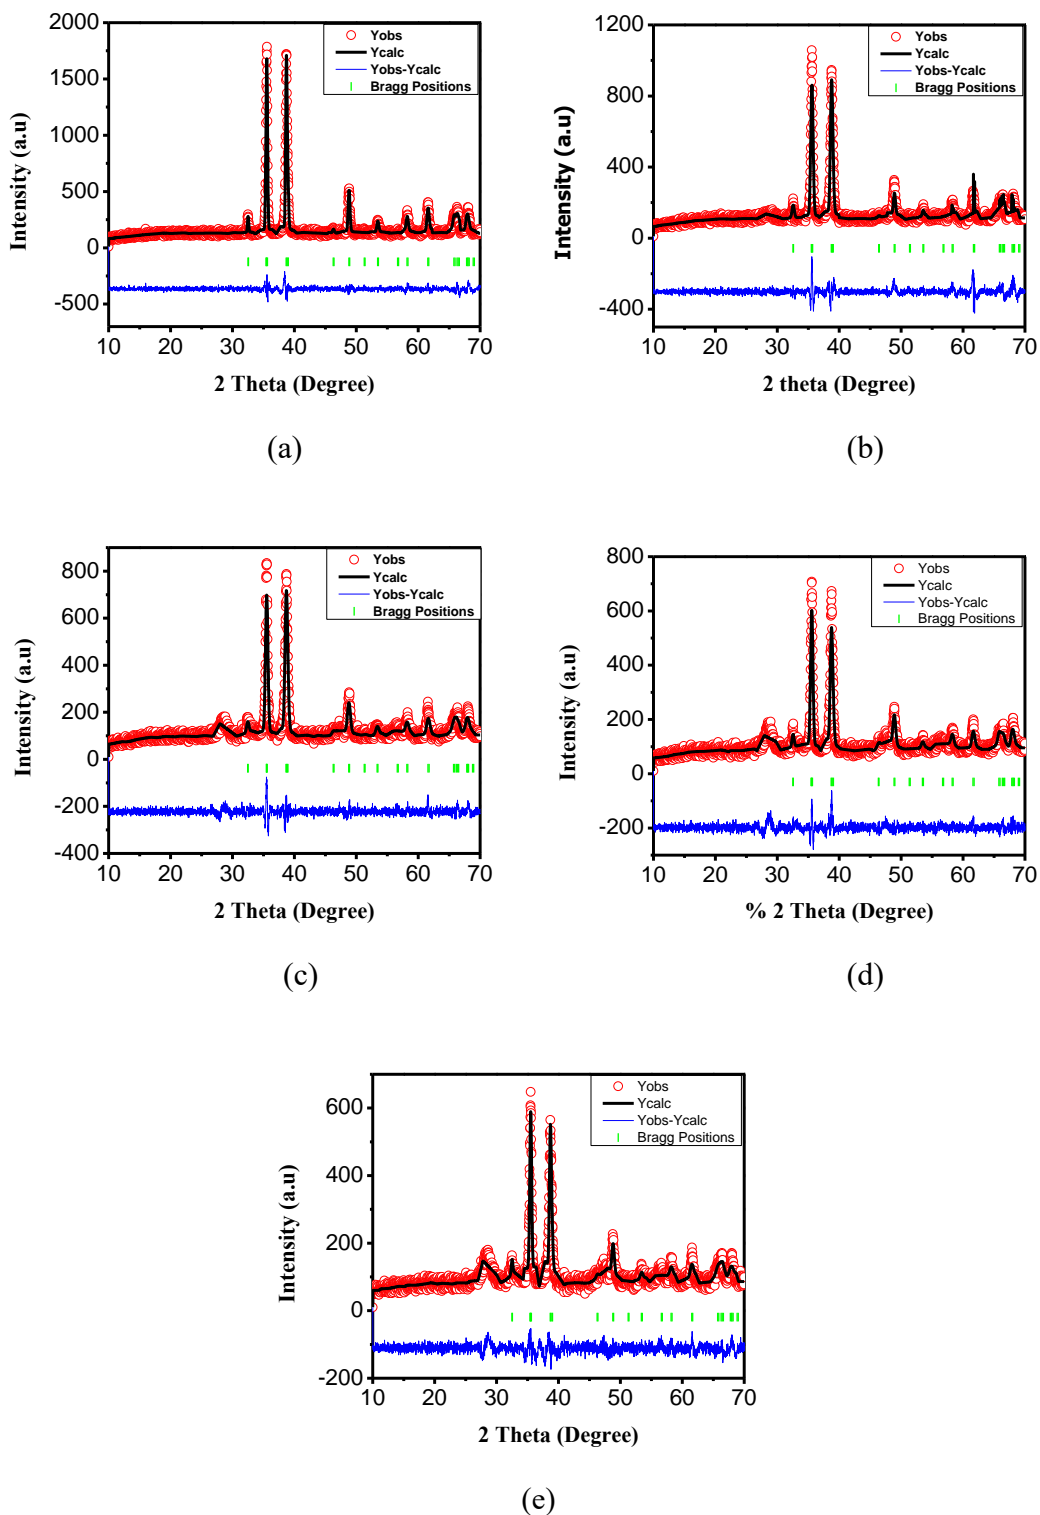 2000
1500
1000
500
0
-500
10 20 30 40 50 60 70
Intensity (a.u)
2 Theta (Degree)
Yobs
Ycalc
Yobs-Ycalc
Bragg Positions
(a)
1200
800
400
0
-400
10 20 30 40 50 60 70
Intensity (a.u)
2 theta (Degree)
Yobs
Ycalc
Yobs-Ycalc
Bragg Positions
(b)
800
600
400
200
0
-200
-400
10 20 30 40 50 60 70
Intensity (a.u)
2 Theta (Degree)
Yobs
Ycalc
Yobs-Ycalc
Bragg Positions
(c)
800
600
400
200
0
-200
10 20 30 40 50 60 70
Intensity (a.u)
% 2 Theta (Degree)
Yobs
Ycalc
Yobs-Ycalc
Bragg Positions
(d)
600
400
200
0
-200
10 20 30 40 50 60 70
Intensity (a.u)
2 Theta (Degree)
Yobs
Ycalc
Yobs-Ycalc
Bragg Positions
(e)